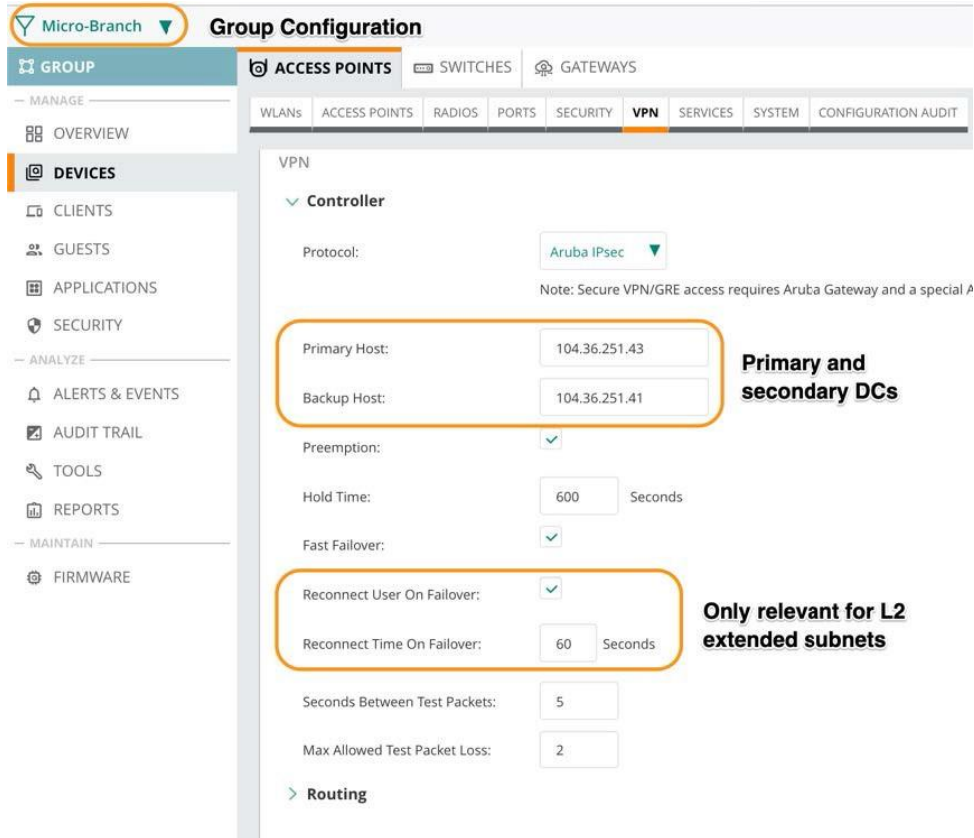 Micro-Branch ▼ Group Configuration
GROUP
ACCESS POINTS SWITCHES GATEWAYS
MANAGE
OVERVIEW
DEVICES
CLIENTS
GUESTS
APPLICATIONS
SECURITY
ANALYZE
ALERTS & EVENTS
AUDIT TRAIL
TOOLS
REPORTS
MAINTAIN
FIRMWARE
WLANs ACCESS POINTS RADIOS PORTS SECURITY VPN SERVICES SYSTEM CONFIGURATION AUDIT
VPN
Controller
Protocol: Aruba IPsec ▼
Note: Secure VPN/GRE access requires Aruba Gateway and a special A
Primary Host: 104.36.251.43
Backup Host: 104.36.251.41
Primary and
secondary DCs
Preemption:
Hold Time: 600 Seconds
Fast Failover:
Reconnect User On Failover:
Reconnect Time On Failover: 60 Seconds
Only relevant for L2
extended subnets
Seconds Between Test Packets: 5
Max Allowed Test Packet Loss: 2
Routing